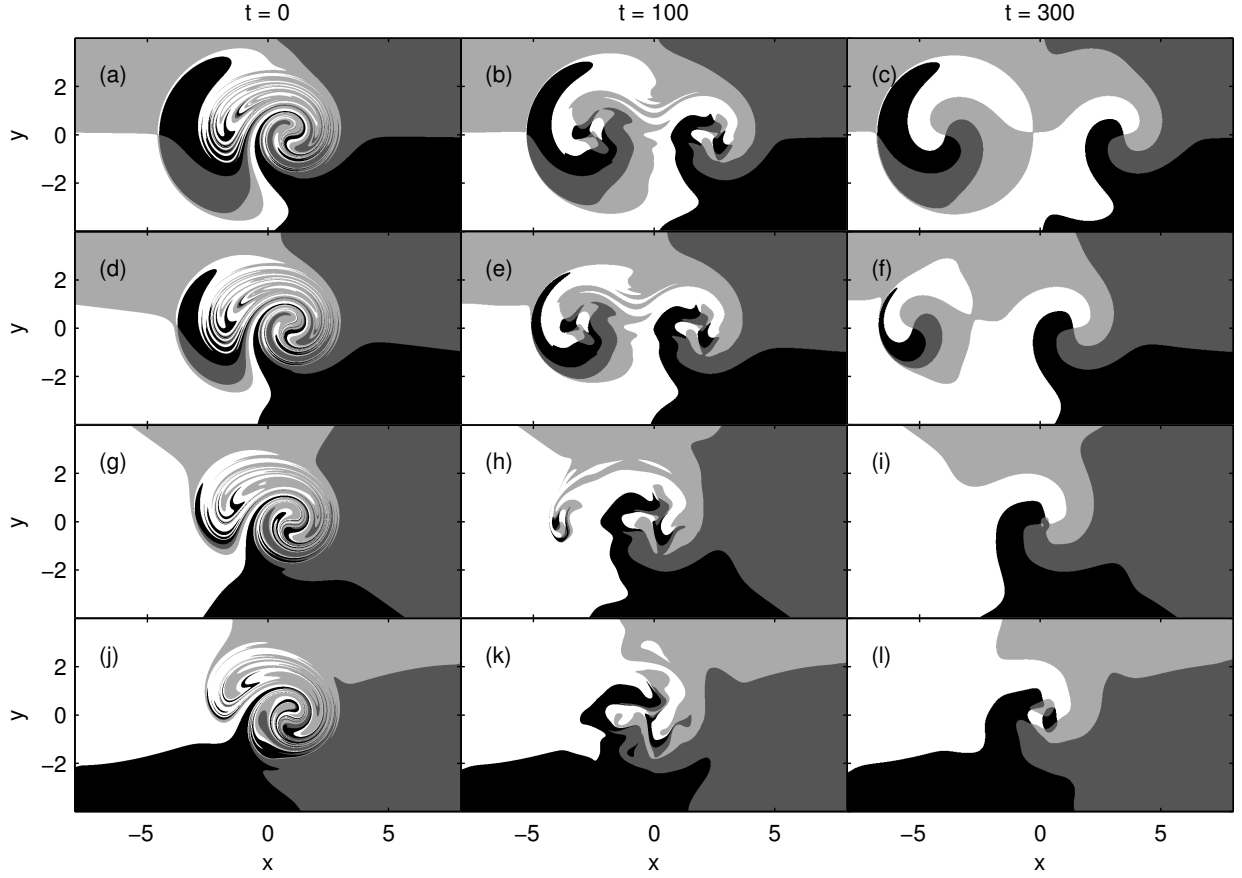 t = 0 t = 100 t = 300
(a) (b) (c)
y 2 0 −2
(d) (e) (f)
y 2 0 −2
(g) (h) (i)
y 2 0 −2
(j) (k) (l)
y 2 0 −2
−5 0 5 −5 0 5 −5 0 5
x x x